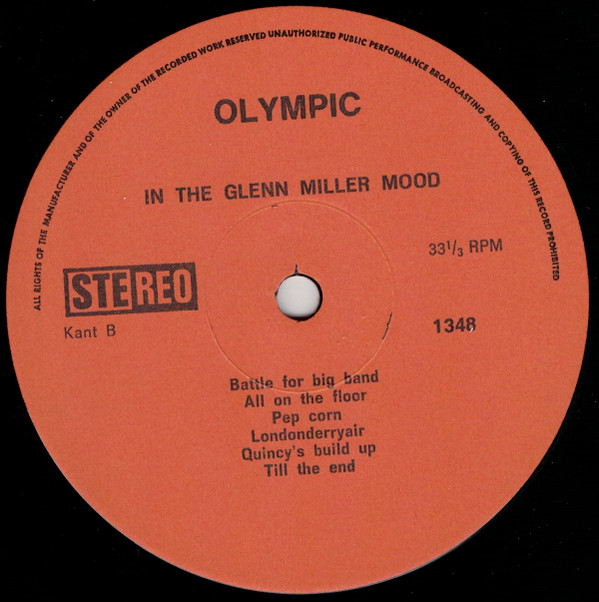 ALL RIGHTS OF THE MANUFACTURER AND OF THE OWNER OF THE RECORDED WORK RESERVED UNAUTHORIZED PUBLIC PERFORMANCE BROADCASTING AND COPYING OF THIS RECORD PROHIBITED
OLYMPIC
IN THE GLENN MILLER MOOD
33 1/3 RPM
STEREO
Kant B
1348
Battle for big band
All on the floor
Pep corn
Londonderryair
Quincy's build up
Till the end